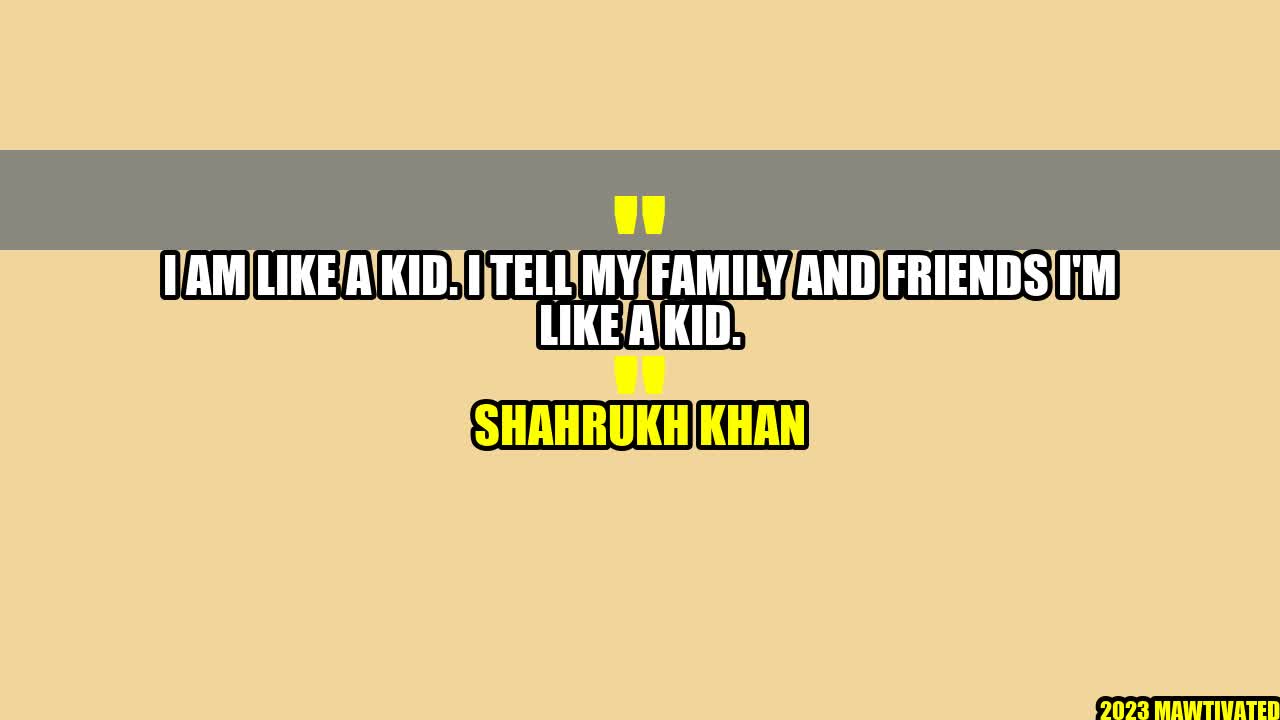 "
I AM LIKE A KID. I TELL MY FAMILY AND FRIENDS I'M
LIKE A KID.
"
SHAHRUKH KHAN
2023 MAWTIVATED